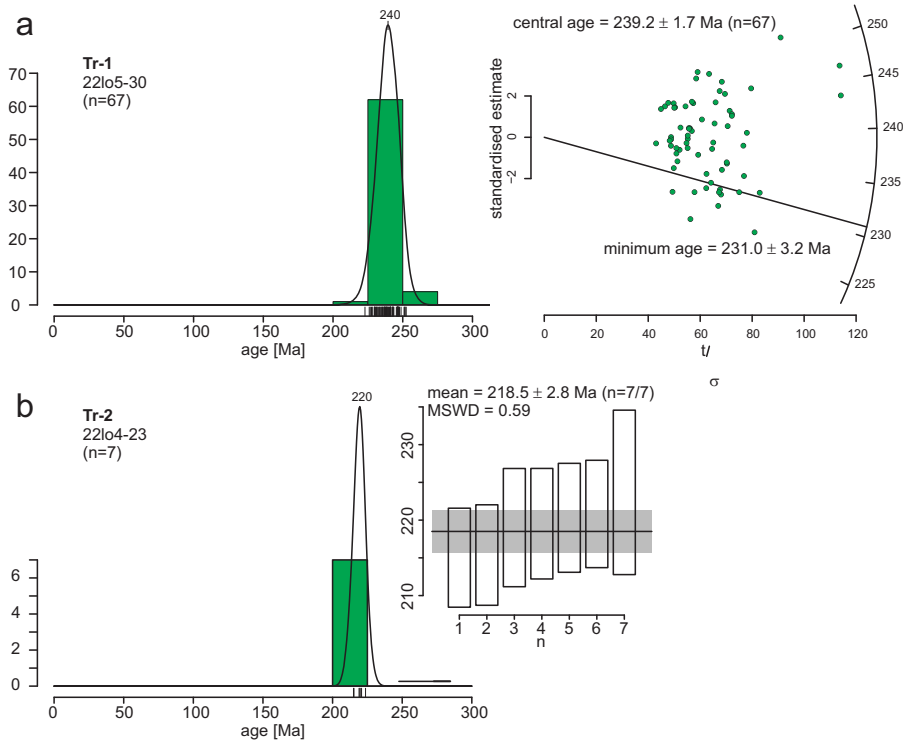 a
Tr-1
22lo5-30
(n=67)
240
70
60
50
40
30
20
10
0
0 50 100 150 200 250 300
age [Ma]
central age = 239.2 ± 1.7 Ma (n=67)
standardised estimate
2
0
−2
250
245
240
235
230
225
minimum age = 231.0 ± 3.2 Ma
0 20 40 60 80 100 120
t/
σ
b
Tr-2
22lo4-23
(n=7)
220
6
4
2
0
0 50 100 150 200 250 300
age [Ma]
mean = 218.5 ± 2.8 Ma (n=7/7)
MSWD = 0.59
230
220
210
1 2 3 4 5 6 7
n